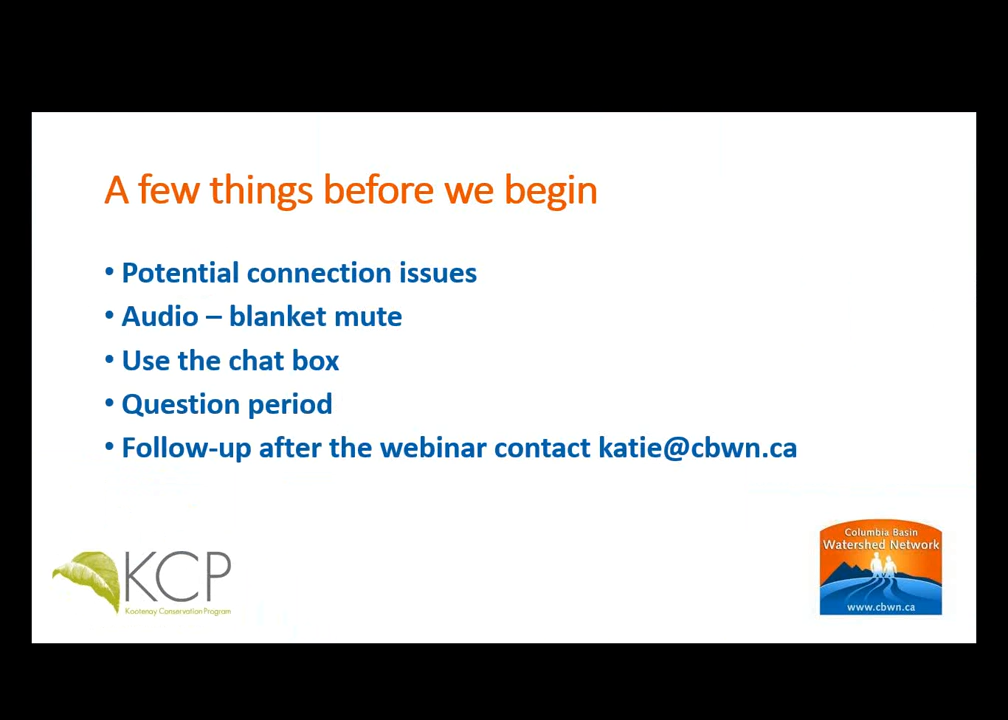 A few things before we begin
• Potential connection issues
• Audio – blanket mute
• Use the chat box
• Question period
• Follow-up after the webinar contact katie@cbwn.ca
KCP
Kootenay Conservation Program
Columbia Basin
Watershed Network
www.cbwn.ca